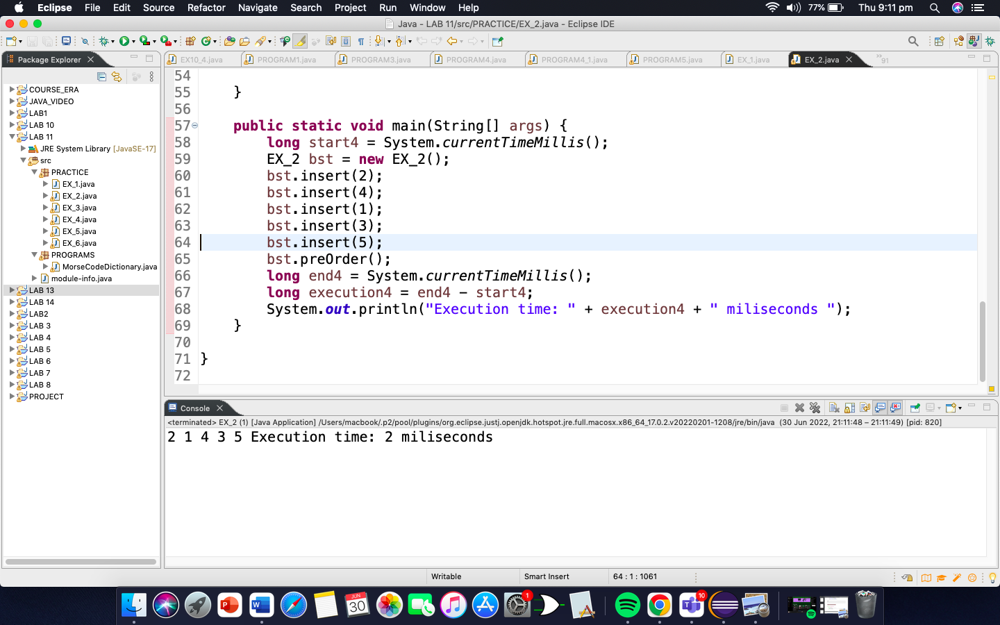 Eclipse File Edit Source Refactor Navigate Search Project Run Window Help 77% Thu 9:11 pm
Java - LAB 11/src/PRACTICE/EX_2.java - Eclipse IDE
Package Explorer
COURSE_ERA
JAVA_VIDEO
LAB1
LAB 10
LAB 11
JRE System Library [JavaSE-17]
src
PRACTICE
EX_1.java
EX_2.java
EX_3.java
EX_4.java
EX_5.java
EX_6.java
PROGRAMS
MorseCodeDictionary.java
module-info.java
LAB 13
LAB 14
LAB2
LAB 3
LAB 4
LAB 5
LAB 6
LAB 7
LAB 8
PROJECT
EX10_4.java PROGRAM1.java PROGRAM3.java PROGRAM4.java PROGRAM4_1.java PROGRAM5.java EX_1.java EX_2.java 91
54
55 }
56
57 public static void main(String[] args) {
58 long start4 = System.currentTimeMillis();
59 EX_2 bst = new EX_2();
60 bst.insert(2);
61 bst.insert(4);
62 bst.insert(1);
63 bst.insert(3);
64 bst.insert(5);
65 bst.preOrder();
66 long end4 = System.currentTimeMillis();
67 long execution4 = end4 - start4;
68 System.out.println("Execution time: " + execution4 + " miliseconds ");
69 }
70
71 }
72
Console
<terminated> EX_2 (1) [Java Application] /Users/macbook/.p2/pool/plugins/org.eclipse.justj.openjdk.hotspot.jre.full.macosx.x86_64_17.0.2.v20220201-1208/jre/bin/java (30 Jun 2022, 21:11:48 – 21:11:49) [pid: 820]
2 1 4 3 5 Execution time: 2 miliseconds
Writable Smart Insert 64 : 1 : 1061
JUN
30
1
10